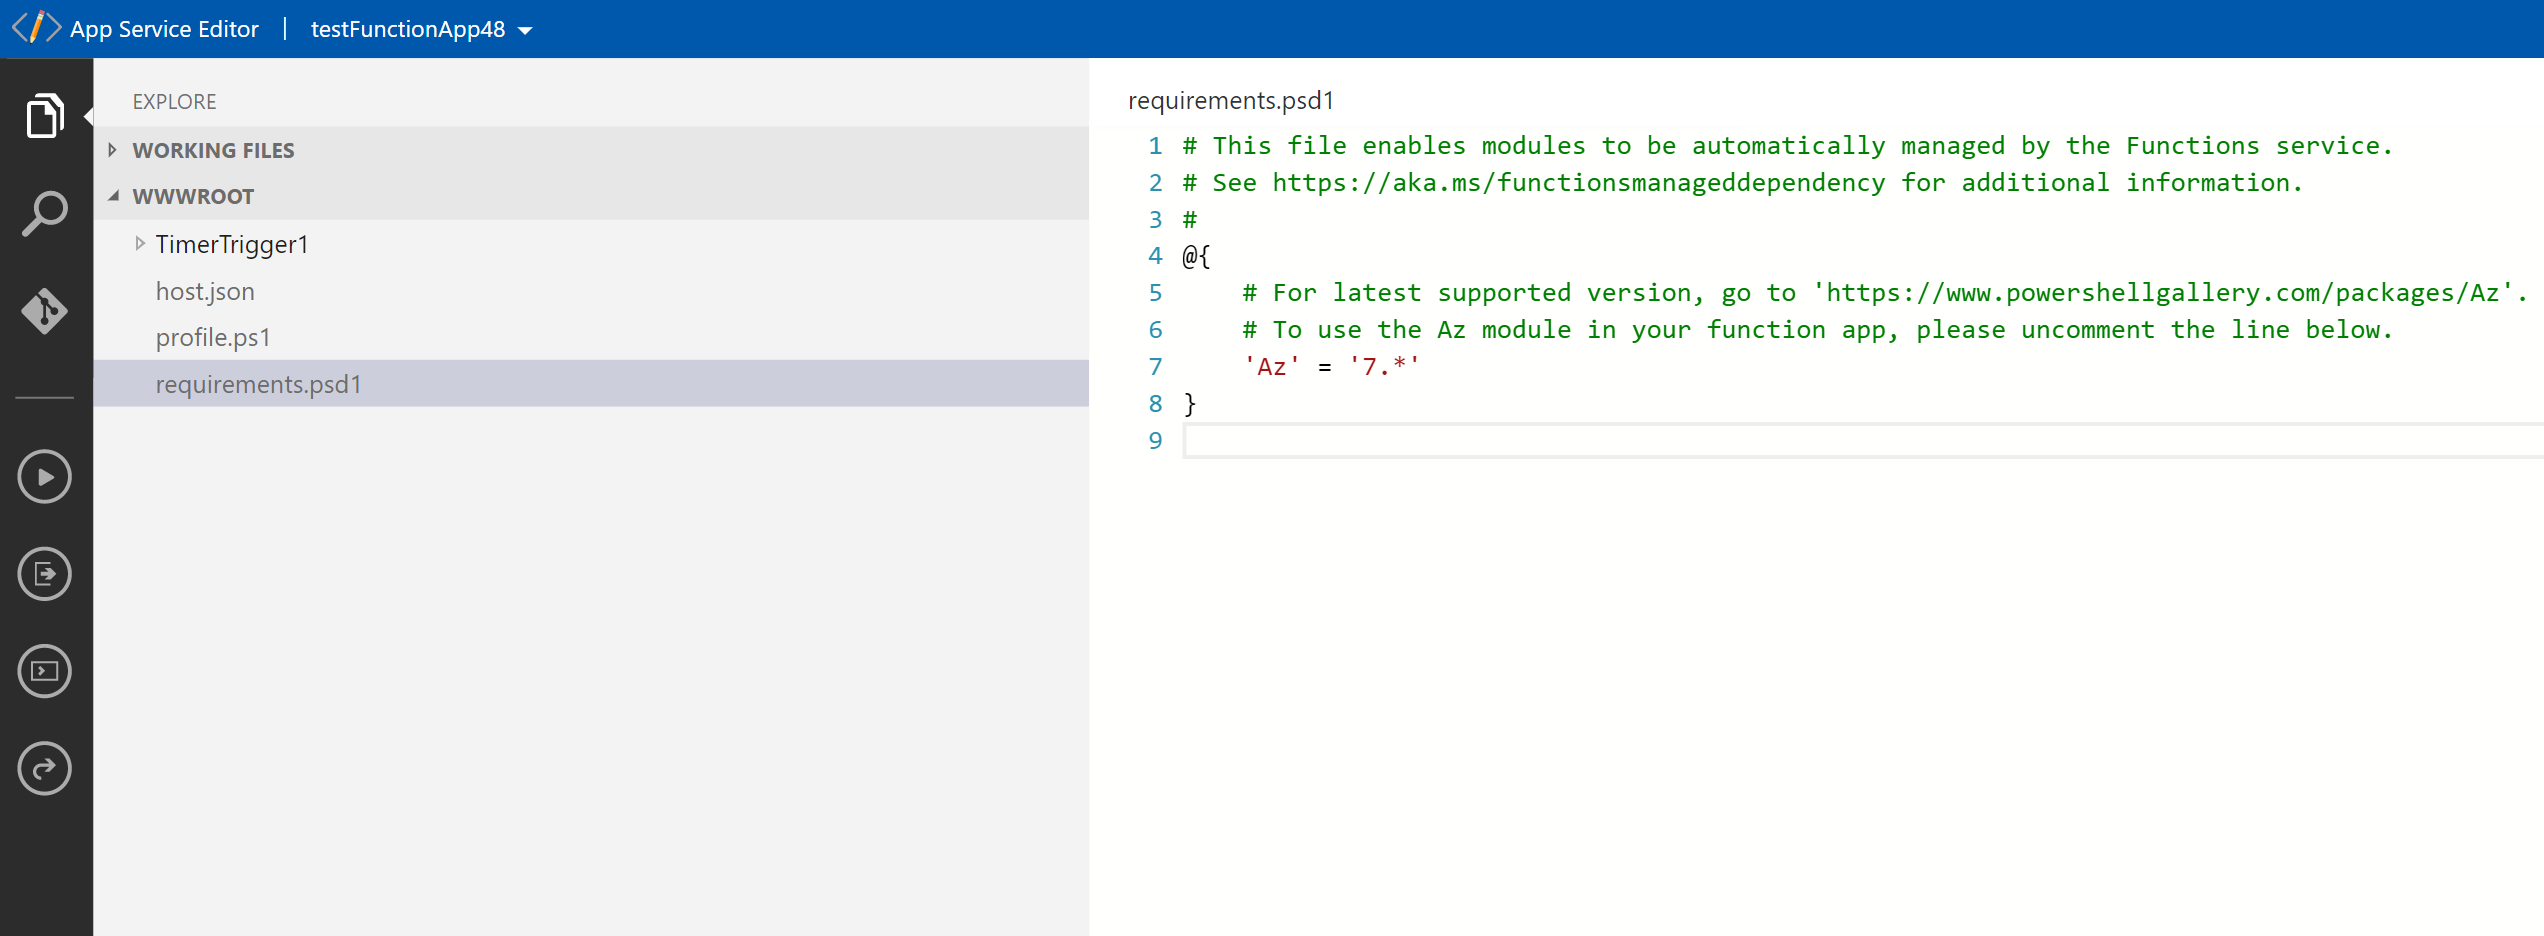 App Service Editor | testFunctionApp48
EXPLORE
WORKING FILES
WWWROOT
TimerTrigger1
host.json
profile.ps1
requirements.psd1
requirements.psd1
1 # This file enables modules to be automatically managed by the Functions service.
2 # See https://aka.ms/functionsmanageddependency for additional information.
3 #
4 @{
5     # For latest supported version, go to 'https://www.powershellgallery.com/packages/Az'.
6     # To use the Az module in your function app, please uncomment the line below.
7     'Az' = '7.*'
8 }
9